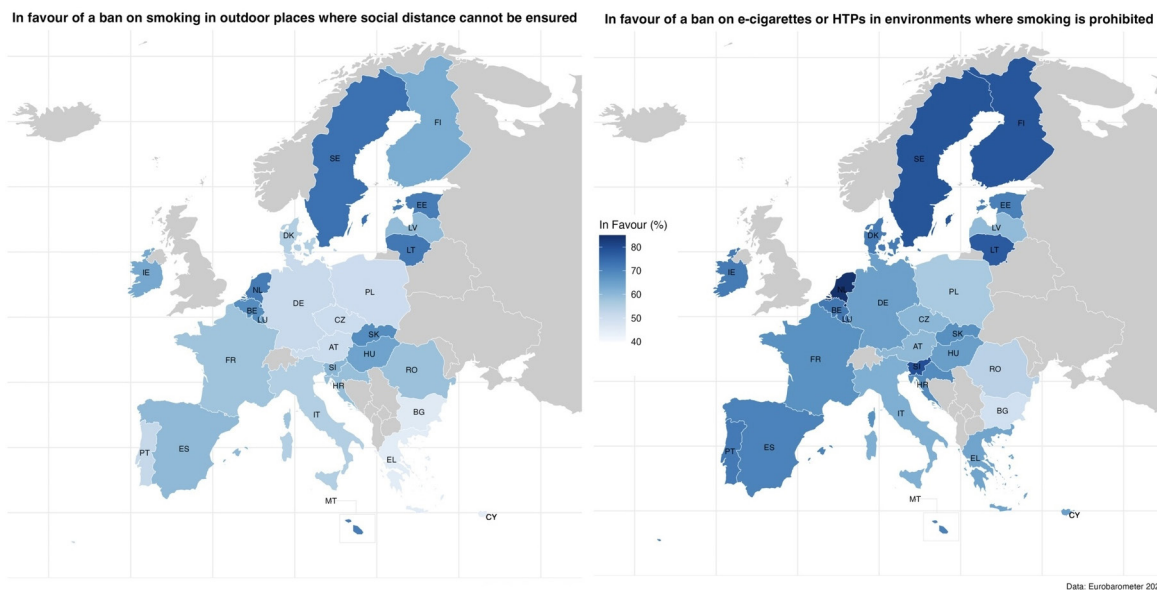 In favour of a ban on smoking in outdoor places where social distance cannot be ensured
FI
SE
EE
LV
DK
LT
IE
NL
PL
DE
BE
LU
CZ
SK
AT
HU
FR
SI
RO
HR
IT
BG
PT
ES
EL
MT
CY
In favour of a ban on e-cigarettes or HTPs in environments where smoking is prohibited
In Favour (%)
80
70
60
50
40
FI
SE
EE
LV
DK
LT
IE
NL
PL
DE
BE
LU
CZ
SK
AT
HU
FR
SI
RO
HR
IT
BG
PT
ES
EL
MT
CY
Data: Eurobarometer 202